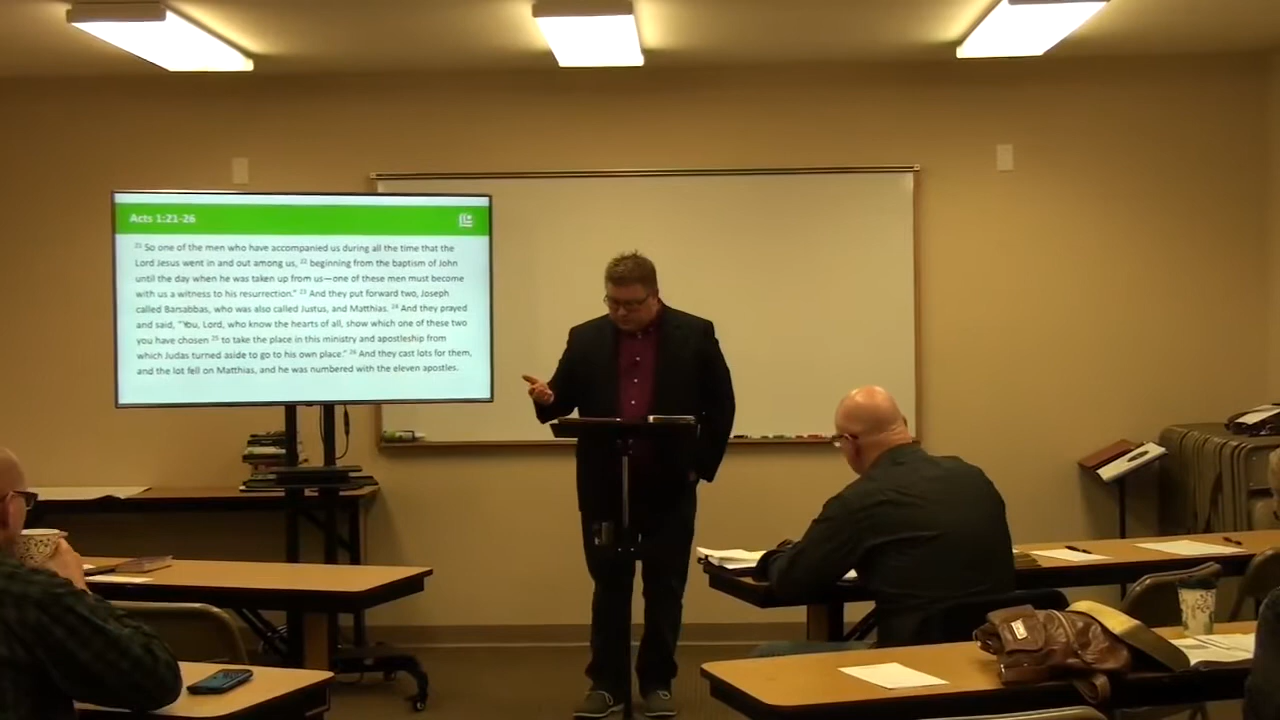 Acts 1:21-26
21 So one of the men who have accompanied us during all the time that the
Lord Jesus went in and out among us, 22 beginning from the baptism of John
until the day when he was taken up from us—one of these men must become
with us a witness to his resurrection.” 23 And they put forward two, Joseph
called Barsabbas, who was also called Justus, and Matthias. 24 And they prayed
and said, “You, Lord, who know the hearts of all, show which one of these two
you have chosen 25 to take the place in this ministry and apostleship from
which Judas turned aside to go to his own place.” 26 And they cast lots for them,
and the lot fell on Matthias, and he was numbered with the eleven apostles.